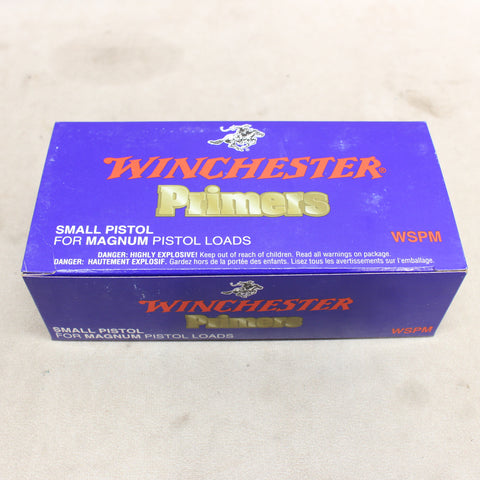 WINCHESTER®
Primers
SMALL PISTOL
FOR MAGNUM PISTOL LOADS
WSPM
DANGER: HIGHLY EXPLOSIVE! Keep out of reach of children. Read all warnings on package.
DANGER: HAUTEMENT EXPLOSIF. Gardez hors de la portée des enfants. Lisez tous les avertissements sur l'emballage.
WINCHESTER
Primers
SMALL PISTOL
FOR MAGNUM PISTOL LOADS
WSPM